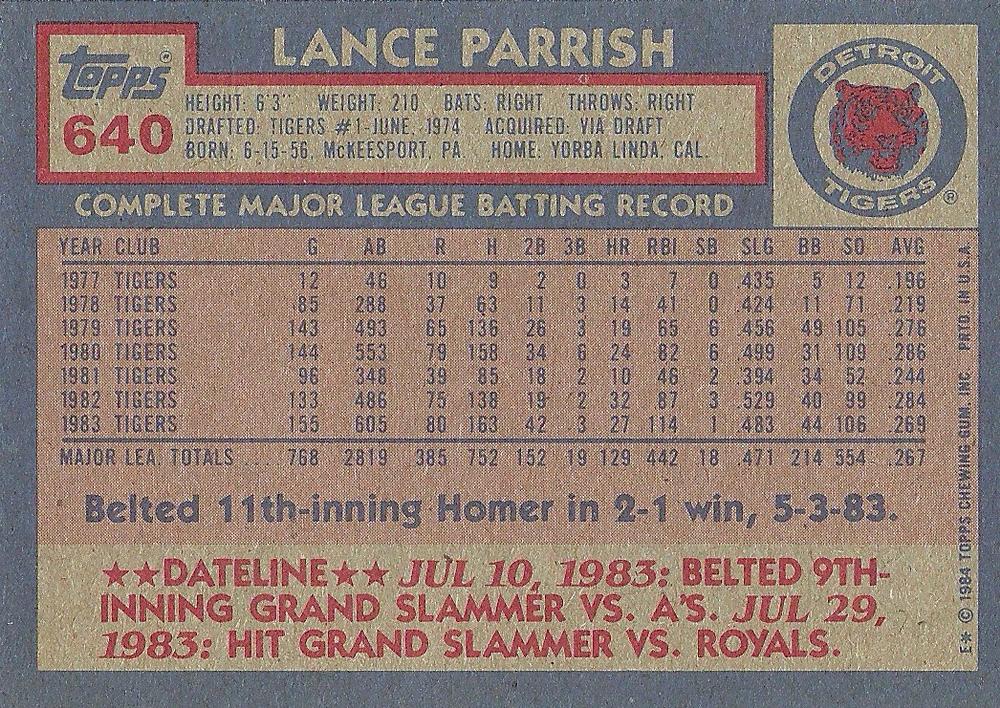 LANCE PARRISH
Topps®
640
HEIGHT: 6'3" WEIGHT: 210 BATS: RIGHT THROWS: RIGHT
DRAFTED: TIGERS #1-JUNE, 1974 ACQUIRED: VIA DRAFT
BORN: 6-15-56, McKEESPORT, PA. HOME: YORBA LINDA, CAL.
DETROIT
TIGERS ®
COMPLETE MAJOR LEAGUE BATTING RECORD
YEAR CLUB G AB R H 2B 3B HR RBI SB SLG BB SO AVG
1977 TIGERS 12 46 10 9 2 0 3 7 0 .435 5 12 .196
1978 TIGERS 85 288 37 63 11 3 14 41 0 .424 11 71 .219
1979 TIGERS 143 493 65 136 26 3 19 65 6 .456 49 105 .276
1980 TIGERS 144 553 79 158 34 6 24 82 6 .499 31 109 .286
1981 TIGERS 96 348 39 85 18 2 10 46 2 .394 34 52 .244
1982 TIGERS 133 486 75 138 19 2 32 87 3 .529 40 99 .284
1983 TIGERS 155 605 80 163 42 3 27 114 1 .483 44 106 .269
MAJOR LEA. TOTALS ... 768 2819 385 752 152 19 129 442 18 .471 214 554 .267
Belted 11th-inning Homer in 2-1 win, 5-3-83.
★★DATELINE★★ JUL 10, 1983: BELTED 9TH-
INNING GRAND SLAMMER VS. A'S. JUL 29,
1983: HIT GRAND SLAMMER VS. ROYALS.
E* © 1984 TOPPS CHEWING GUM, INC. PRTD. IN U.S.A.